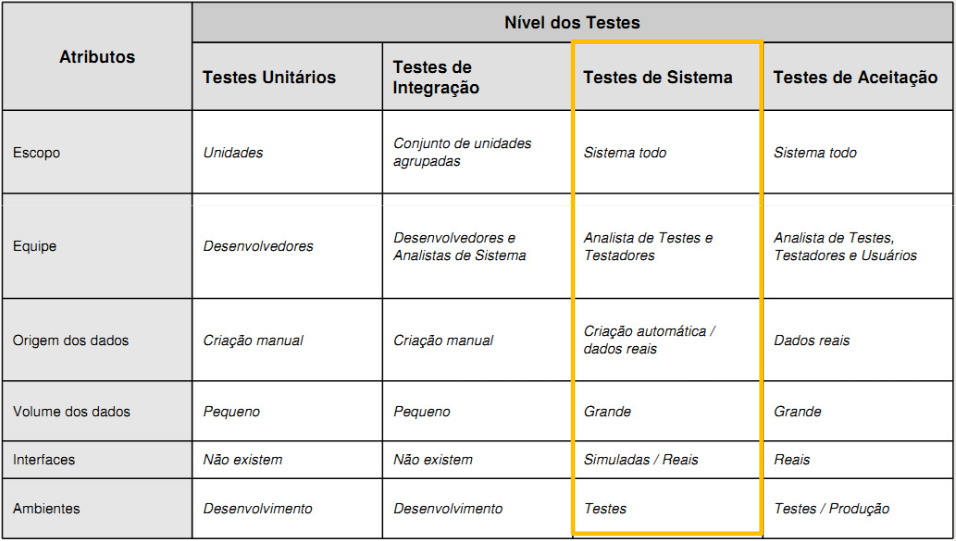 Atributos
Nível dos Testes
Testes Unitários
Testes de
Integração
Testes de Sistema
Testes de Aceitação
Escopo
Unidades
Conjunto de unidades
agrupadas
Sistema todo
Sistema todo
Equipe
Desenvolvedores
Desenvolvedores e
Analistas de Sistema
Analista de Testes e
Testadores
Analista de Testes,
Testadores e Usuários
Origem dos dados
Criação manual
Criação manual
Criação automática /
dados reais
Dados reais
Volume dos dados
Pequeno
Pequeno
Grande
Grande
Interfaces
Não existem
Não existem
Simuladas / Reais
Reais
Ambientes
Desenvolvimento
Desenvolvimento
Testes
Testes / Produção